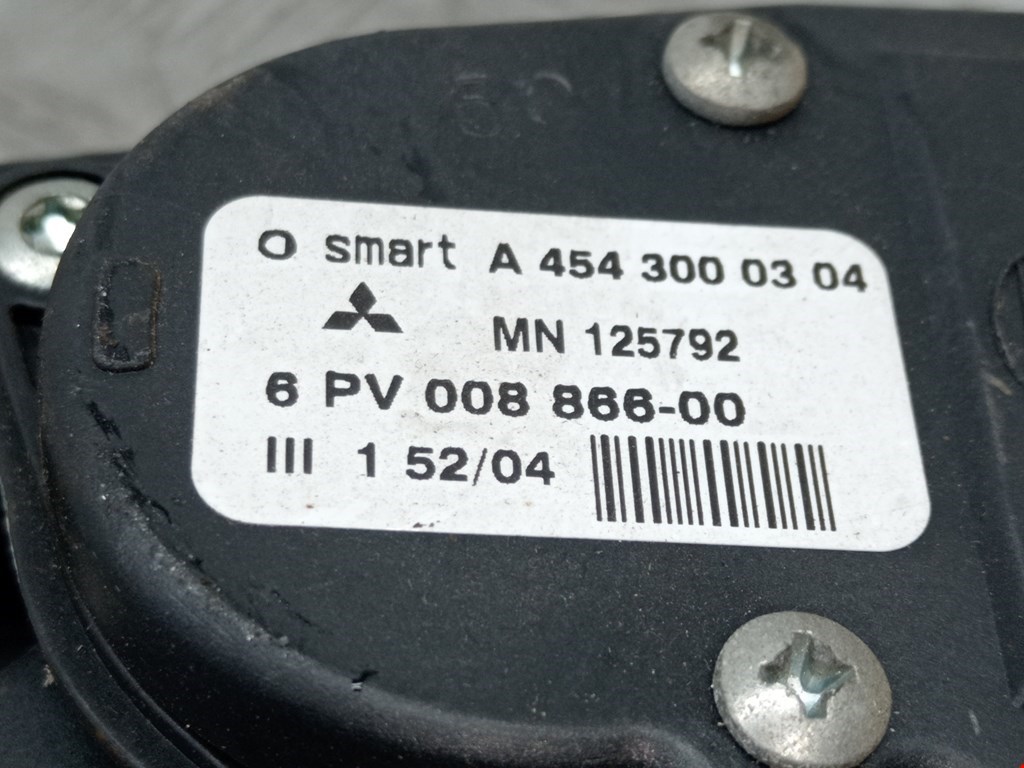 O smart A 454 300 03 04
MN 125792
6 PV 008 866-00
III 1 52/04